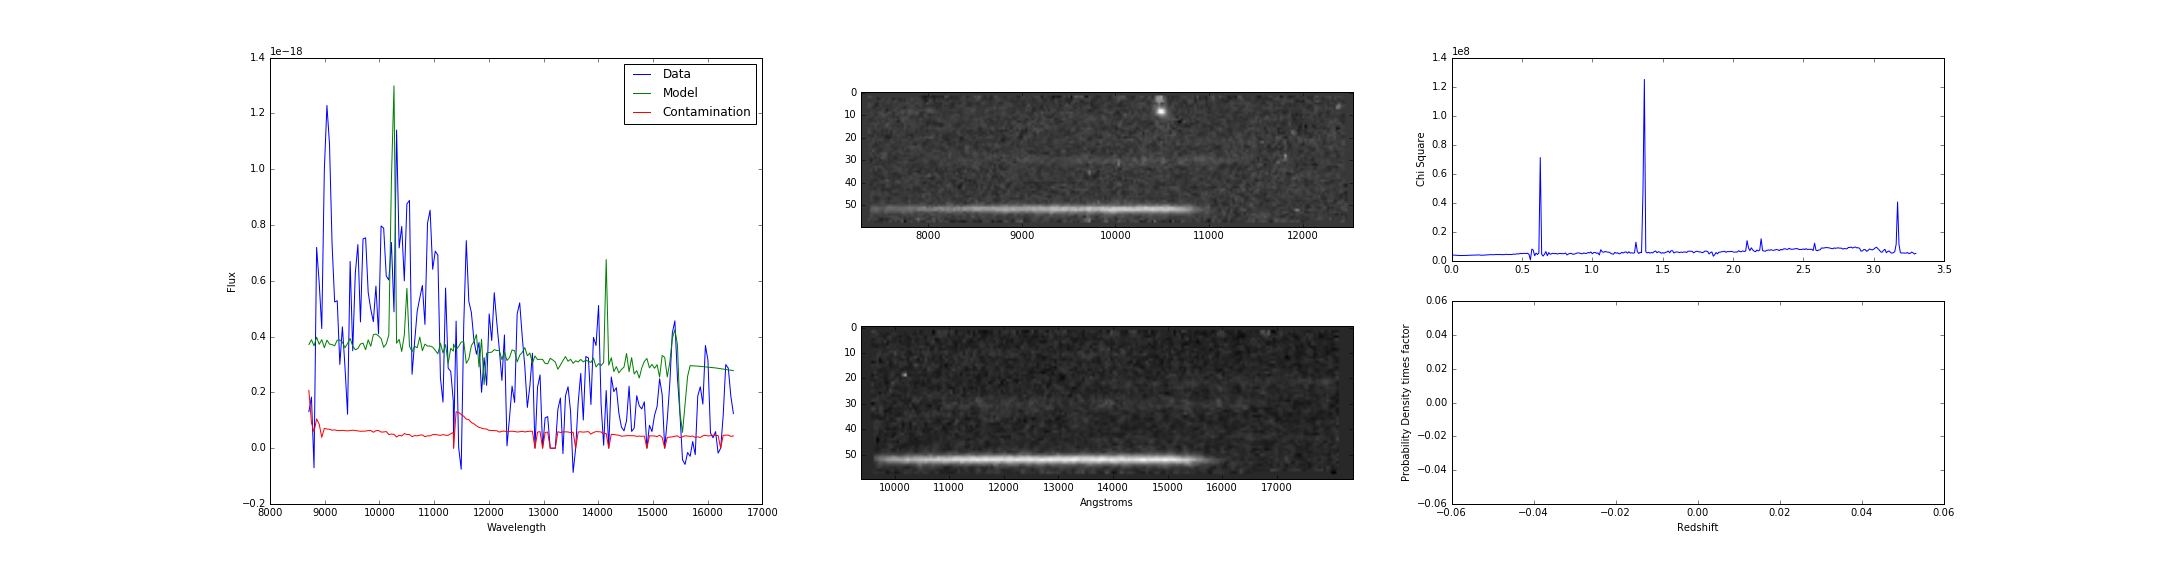 1e−18
1.4
1.2
1.0
0.8
0.6
0.4
0.2
0.0
−0.2
Flux
8000 9000 10000 11000 12000 13000 14000 15000 16000 17000
Wavelength
Data
Model
Contamination
0
10
20
30
40
50
8000 9000 10000 11000 12000
0
10
20
30
40
50
10000 11000 12000 13000 14000 15000 16000 17000
Angstroms
1e8
1.4
1.2
1.0
0.8
0.6
0.4
0.2
0.0
Chi Square
0.0 0.5 1.0 1.5 2.0 2.5 3.0 3.5
0.06
0.04
0.02
0.00
−0.02
−0.04
−0.06
Probability Density times factor
−0.06 −0.04 −0.02 0.00 0.02 0.04 0.06
Redshift